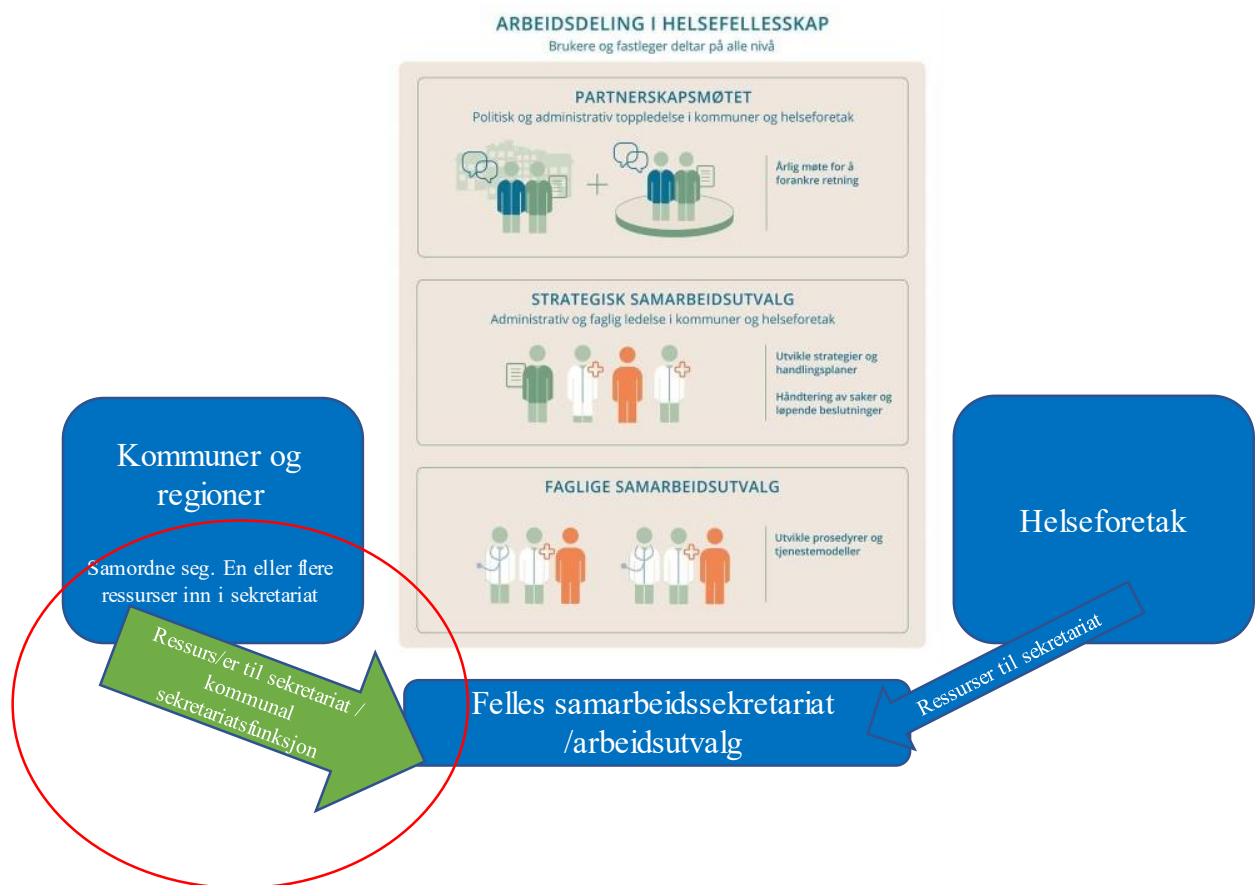 ARBEIDSDELING I HELSEFELLESSKAP
Brukere og fastleger deltar på alle nivå
PARTNERSKAPSMØTET
Politisk og administrativ toppledelse i kommuner og helseforetak
Årlig møte for å
forankre retning
STRATEGISK SAMARBEIDSUTVALG
Administrativ og faglig ledelse i kommuner og helseforetak
Utvikle strategier og
handlingsplaner
Håndtering av saker og
løpende beslutninger
FAGLIGE SAMARBEIDSUTVALG
Utvikle prosedyrer og
tjenestemodeller
Kommuner og
regioner
Samordne seg. En eller flere
ressurser inn i sekretariat
Helseforetak
Ressurs/er til sekretariat /
kommunal
sekretariatsfunksjon
Ressurser til sekretariat
Felles samarbeidssekretariat
/arbeidsutvalg